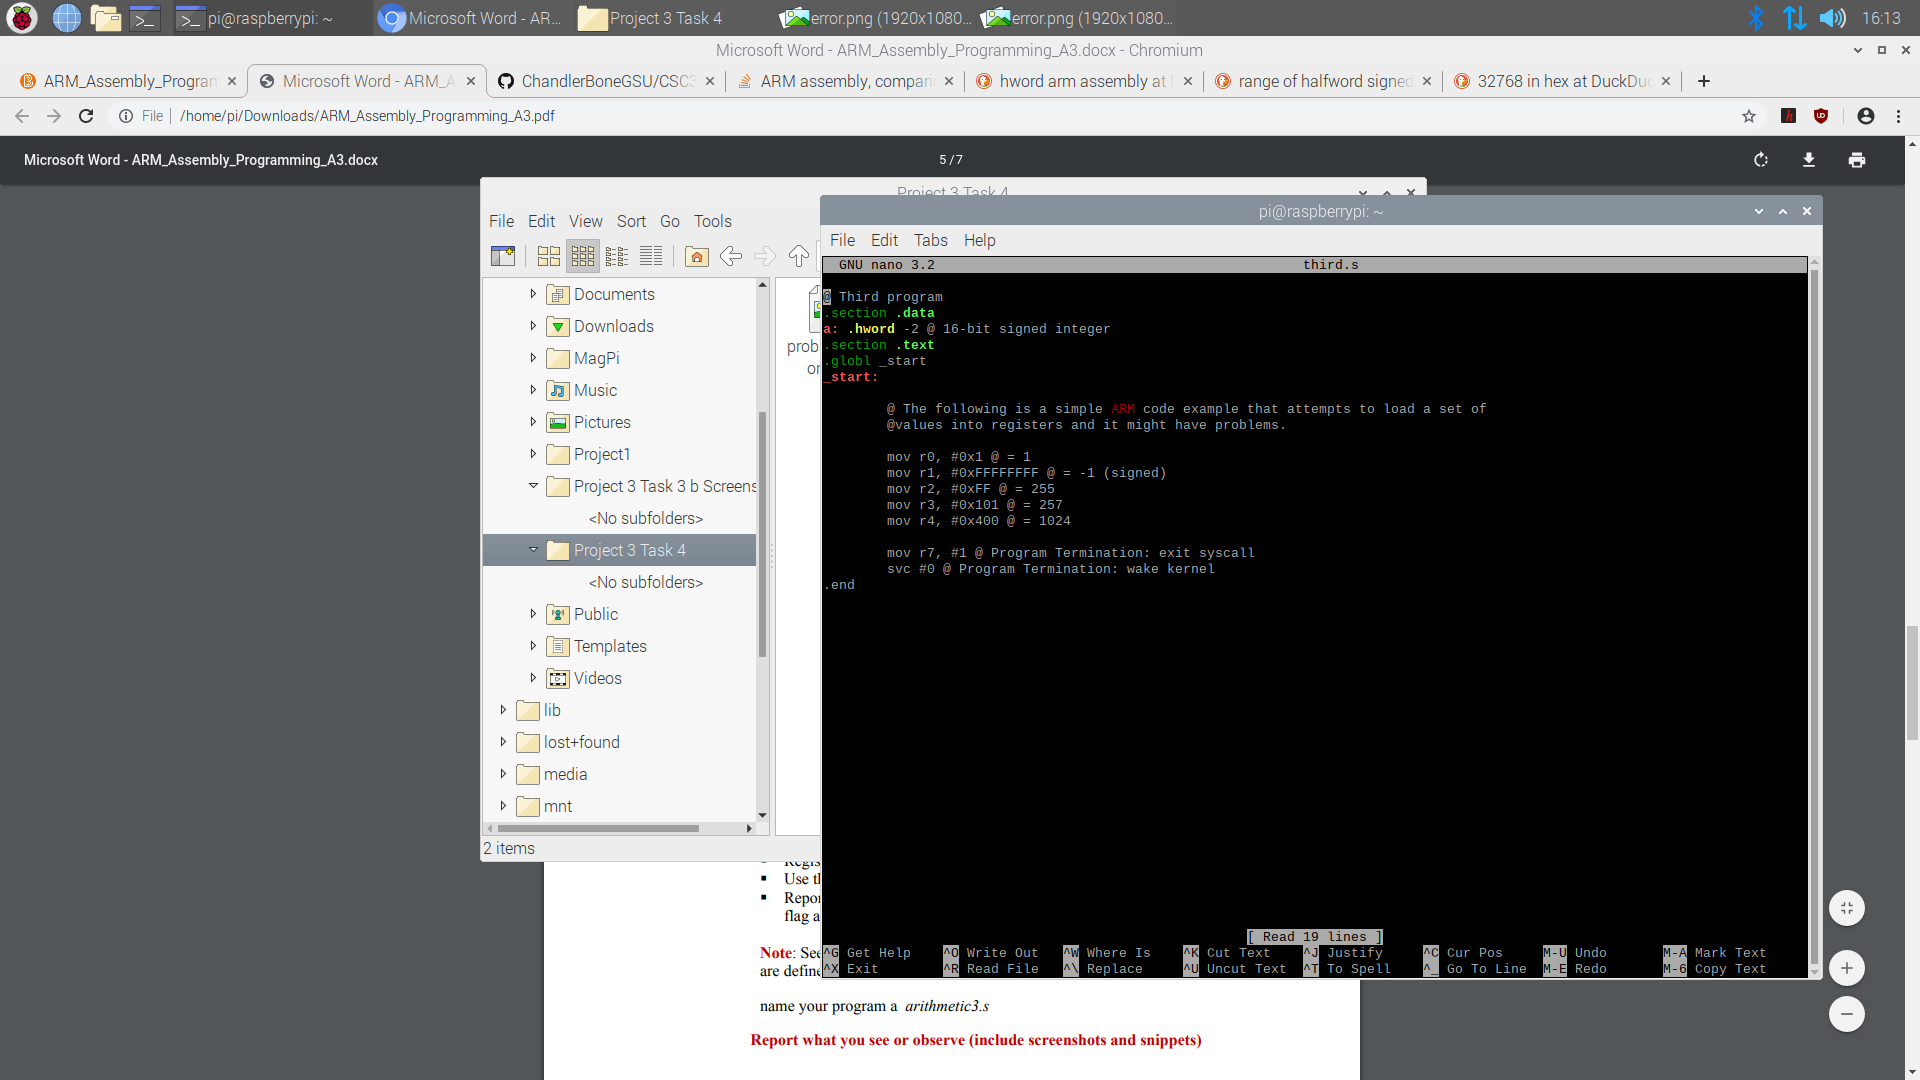 pi@raspberrypi: ~
Microsoft Word - AR...
Project 3 Task 4
error.png (1920x1080...
error.png (1920x1080...
16:13
Microsoft Word - ARM_Assembly_Programming_A3.docx - Chromium
ARM_Assembly_Program
Microsoft Word - ARM_A
ChandlerBoneGSU/CSC3
ARM assembly, compari
hword arm assembly at
range of halfword signed
32768 in hex at DuckDuc
File
/home/pi/Downloads/ARM_Assembly_Programming_A3.pdf
Microsoft Word - ARM_Assembly_Programming_A3.docx
5 / 7
Project 3 Task 4
File Edit View Sort Go Tools
Documents
Downloads
MagPi
Music
Pictures
Project1
Project 3 Task 3 b Screens
<No subfolders>
Project 3 Task 4
<No subfolders>
Public
Templates
Videos
lib
lost+found
media
mnt
2 items
prob
or
pi@raspberrypi: ~
File Edit Tabs Help
GNU nano 3.2 third.s
@ Third program
.section .data
a: .hword -2 @ 16-bit signed integer
.section .text
.globl _start
_start:
@ The following is a simple ARM code example that attempts to load a set of
@values into registers and it might have problems.
mov r0, #0x1 @ = 1
mov r1, #0xFFFFFFFF @ = -1 (signed)
mov r2, #0xFF @ = 255
mov r3, #0x101 @ = 257
mov r4, #0x400 @ = 1024
mov r7, #1 @ Program Termination: exit syscall
svc #0 @ Program Termination: wake kernel
.end
[ Read 19 lines ]
^G Get Help ^O Write Out ^W Where Is ^K Cut Text ^J Justify ^C Cur Pos M-U Undo M-A Mark Text
^X Exit ^R Read File ^\ Replace ^U Uncut Text ^T To Spell ^_ Go To Line M-E Redo M-6 Copy Text
Regis
Use th
Repor
flag a
Note: See
are define
name your program a arithmetic3.s
Report what you see or observe (include screenshots and snippets)